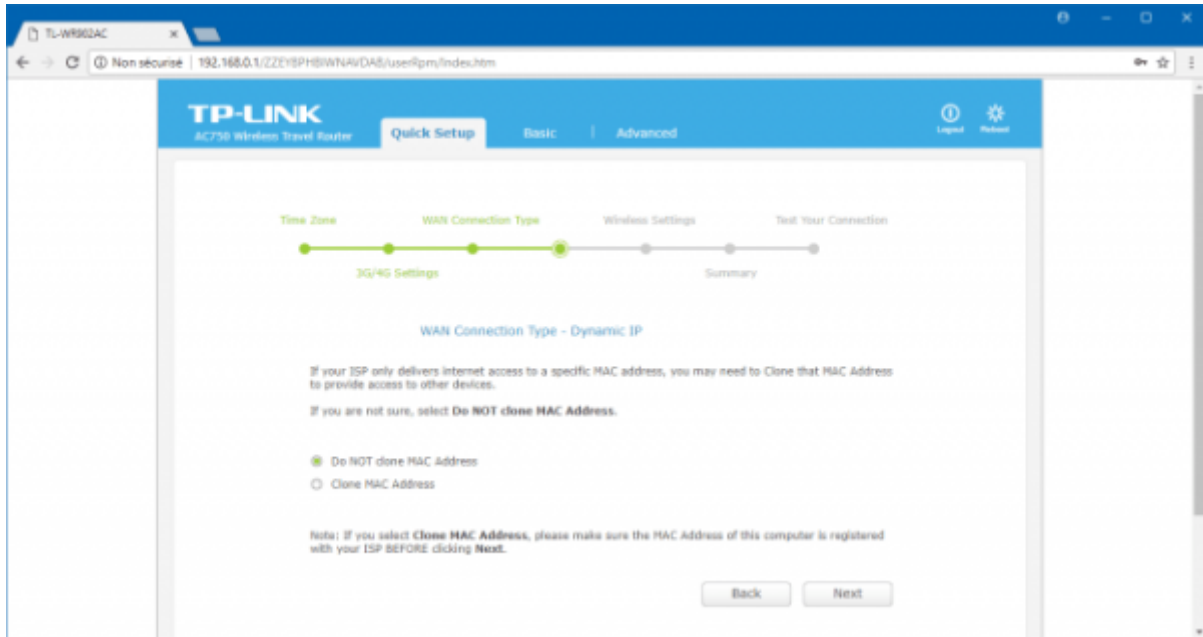 TL-WR902AC
Non sécurisé | 192.168.0.1/ZZEYBPHBIWNAVDAB/userRpm/Index.htm
TP-LINK
AC750 Wireless Travel Router
Quick Setup Basic | Advanced
Logout Reboot
Time Zone WAN Connection Type Wireless Settings Test Your Connection
3G/4G Settings Summary
WAN Connection Type - Dynamic IP
If your ISP only delivers internet access to a specific MAC address, you may need to Clone that MAC Address
to provide access to other devices.
If you are not sure, select Do NOT clone MAC Address.
Do NOT clone MAC Address
Clone MAC Address
Note: If you select Clone MAC Address, please make sure the MAC Address of this computer is registered
with your ISP BEFORE clicking Next.
Back Next